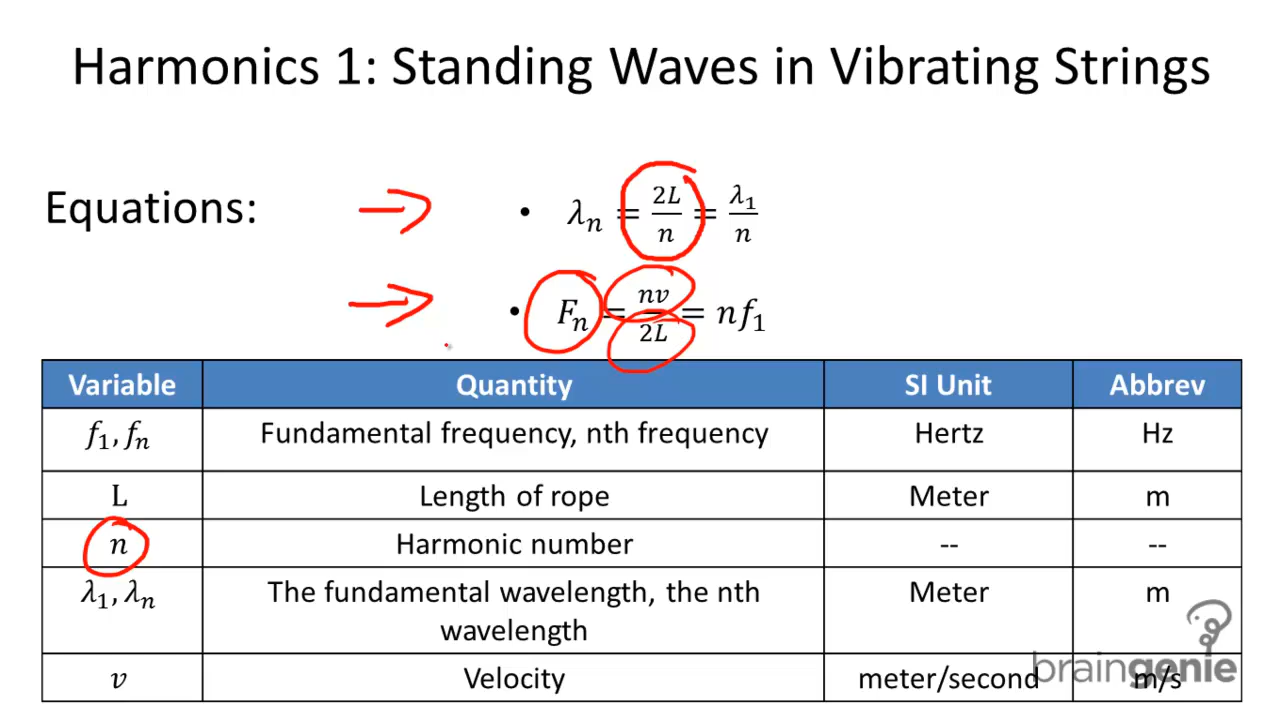 Harmonics 1: Standing Waves in Vibrating Strings
Equations:
• λₙ = 2L/n = λ₁/n
• Fₙ = nv/2L = nf₁
Variable Quantity SI Unit Abbrev
f₁, fₙ Fundamental frequency, nth frequency Hertz Hz
L Length of rope Meter m
n Harmonic number -- --
λ₁, λₙ The fundamental wavelength, the nth Meter m
wavelength
v Velocity meter/second m/s
braingenie